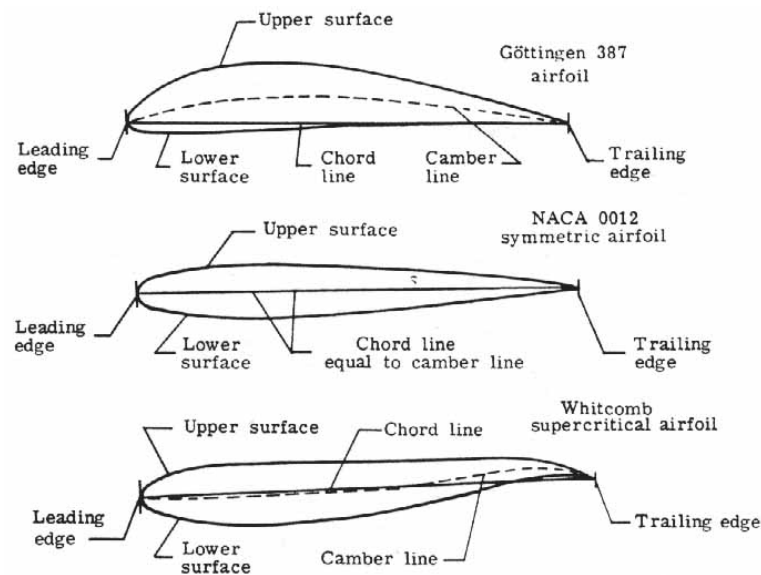 Upper surface
Göttingen 387
airfoil
Leading
edge
Lower
surface
Chord
line
Camber
line
Trailing
edge
NACA 0012
symmetric airfoil
Upper surface
Leading
edge
Lower
surface
Chord line
equal to camber line
Trailing
edge
Whitcomb
supercritical airfoil
Upper surface
Chord line
Leading
edge
Lower
surface
Camber line
Trailing edge